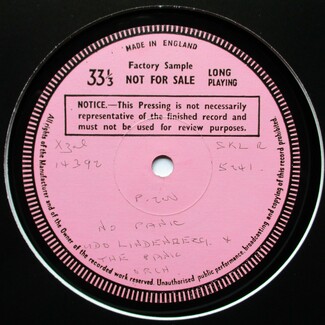 MADE IN ENGLAND
Factory Sample
33⅓ NOT FOR SALE LONG PLAYING
NOTICE.—This Pressing is not necessarily
representative of the finished record and
must not be used for review purposes.
SKL R
14392 5241.
NO PANIC
UDO LINDENBERG, &
THE PANIC
ORCH
All rights of the Manufacturer and of the Owner of the recorded work reserved. Unauthorised public performance, broadcasting and copying of this record prohibited.